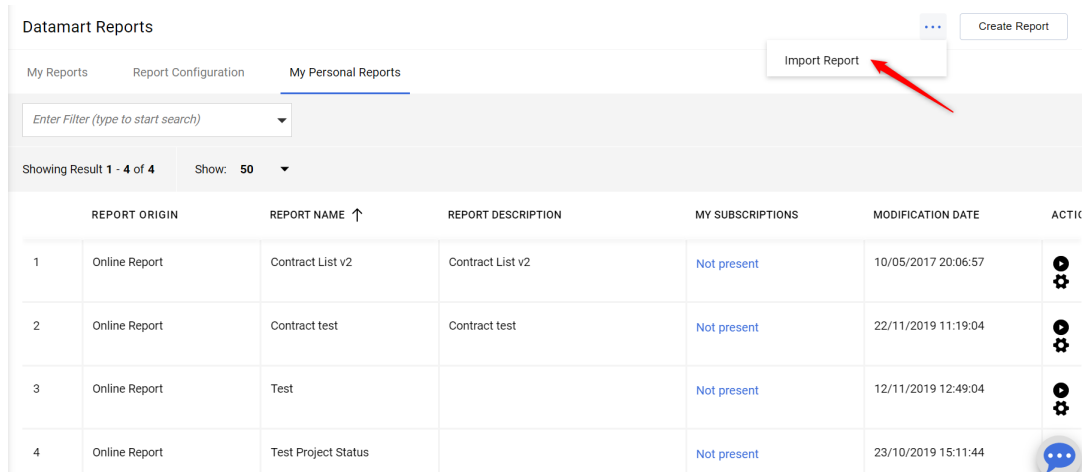 Datamart Reports
... Create Report
Import Report
My Reports Report Configuration My Personal Reports
Enter Filter (type to start search)
Showing Result 1 - 4 of 4 Show: 50
REPORT ORIGIN REPORT NAME REPORT DESCRIPTION MY SUBSCRIPTIONS MODIFICATION DATE ACTIO
1 Online Report Contract List v2 Contract List v2 Not present 10/05/2017 20:06:57
2 Online Report Contract test Contract test Not present 22/11/2019 11:19:04
3 Online Report Test Not present 12/11/2019 12:49:04
4 Online Report Test Project Status Not present 23/10/2019 15:11:44